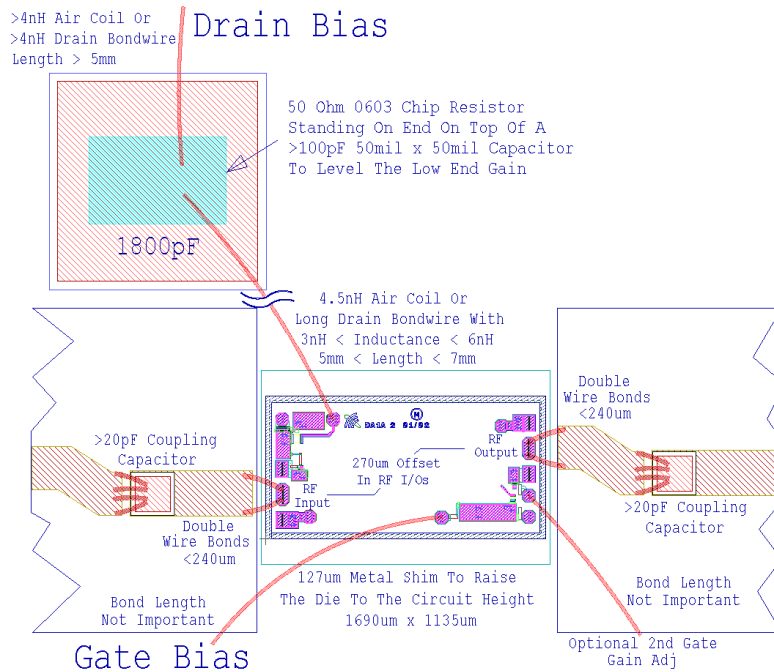 >4nH Air Coil Or
>4nH Drain Bondwire
Length > 5mm
Drain Bias
50 Ohm 0603 Chip Resistor
Standing On End On Top Of A
>100pF 50mil x 50mil Capacitor
To Level The Low End Gain
1800pF
4.5nH Air Coil Or
Long Drain Bondwire With
3nH < Inductance < 6nH
5mm < Length < 7mm
Double
Wire Bonds
<240um
>20pF Coupling
Capacitor
M
DA1A 2 01/02
RF
Output
270um Offset
In RF I/Os
RF
Input
Double
Wire Bonds
<240um
>20pF Coupling
Capacitor
127um Metal Shim To Raise
The Die To The Circuit Height
1690um x 1135um
Bond Length
Not Important
Bond Length
Not Important
Gate Bias
Optional 2nd Gate
Gain Adj